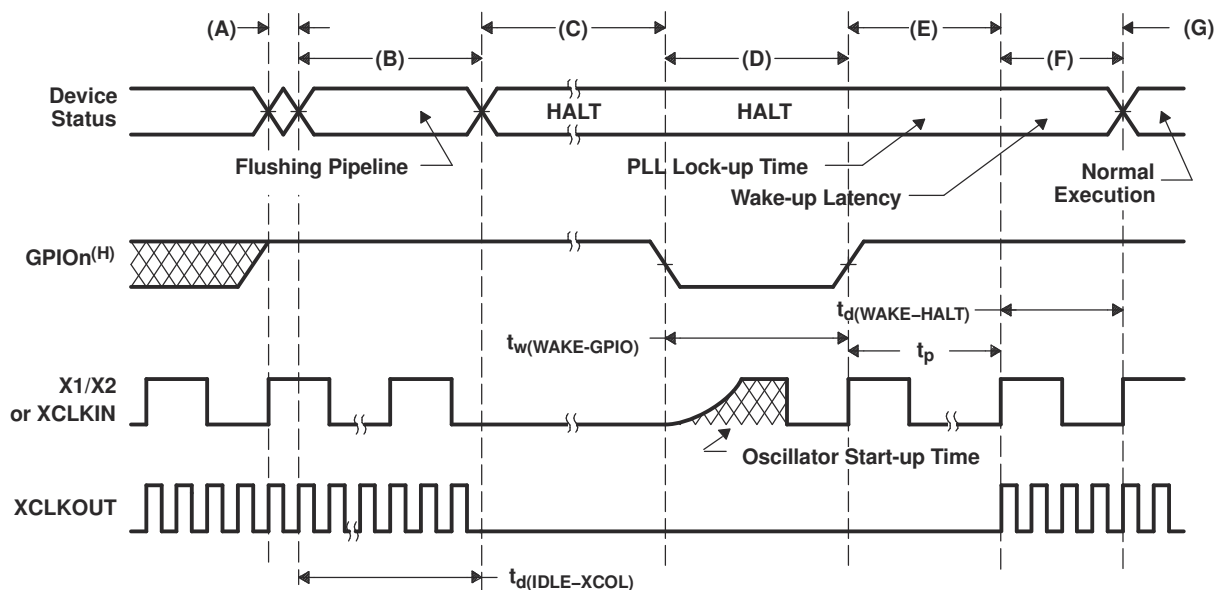 (A)
(C)
(E)
(G)
(B)
(D)
(F)
Device
Status
HALT
HALT
Flushing Pipeline
PLL Lock-up Time
Wake-up Latency
Normal
Execution
GPIOn(H)
td(WAKE−HALT)
tw(WAKE-GPIO)
tp
X1/X2
or XCLKIN
Oscillator Start-up Time
XCLKOUT
td(IDLE−XCOL)